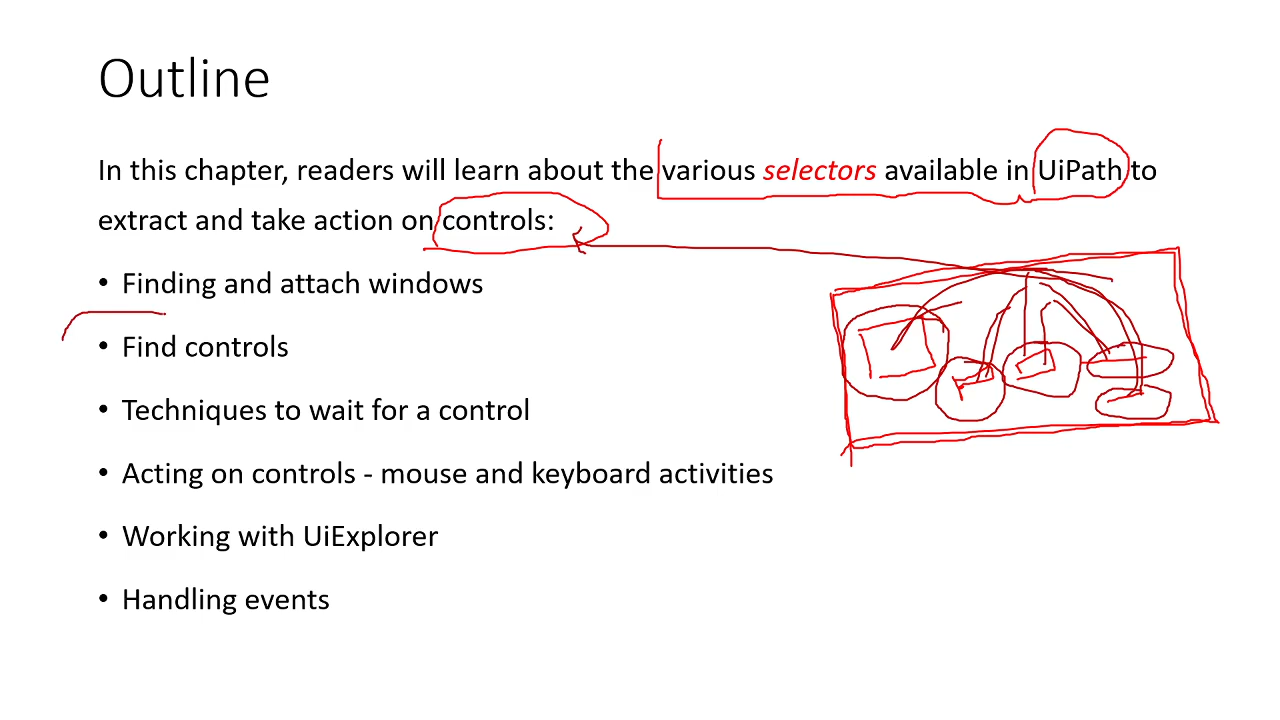 Outline
In this chapter, readers will learn about the various selectors available in UiPath to
extract and take action on controls:
• Finding and attach windows
• Find controls
• Techniques to wait for a control
• Acting on controls - mouse and keyboard activities
• Working with UiExplorer
• Handling events